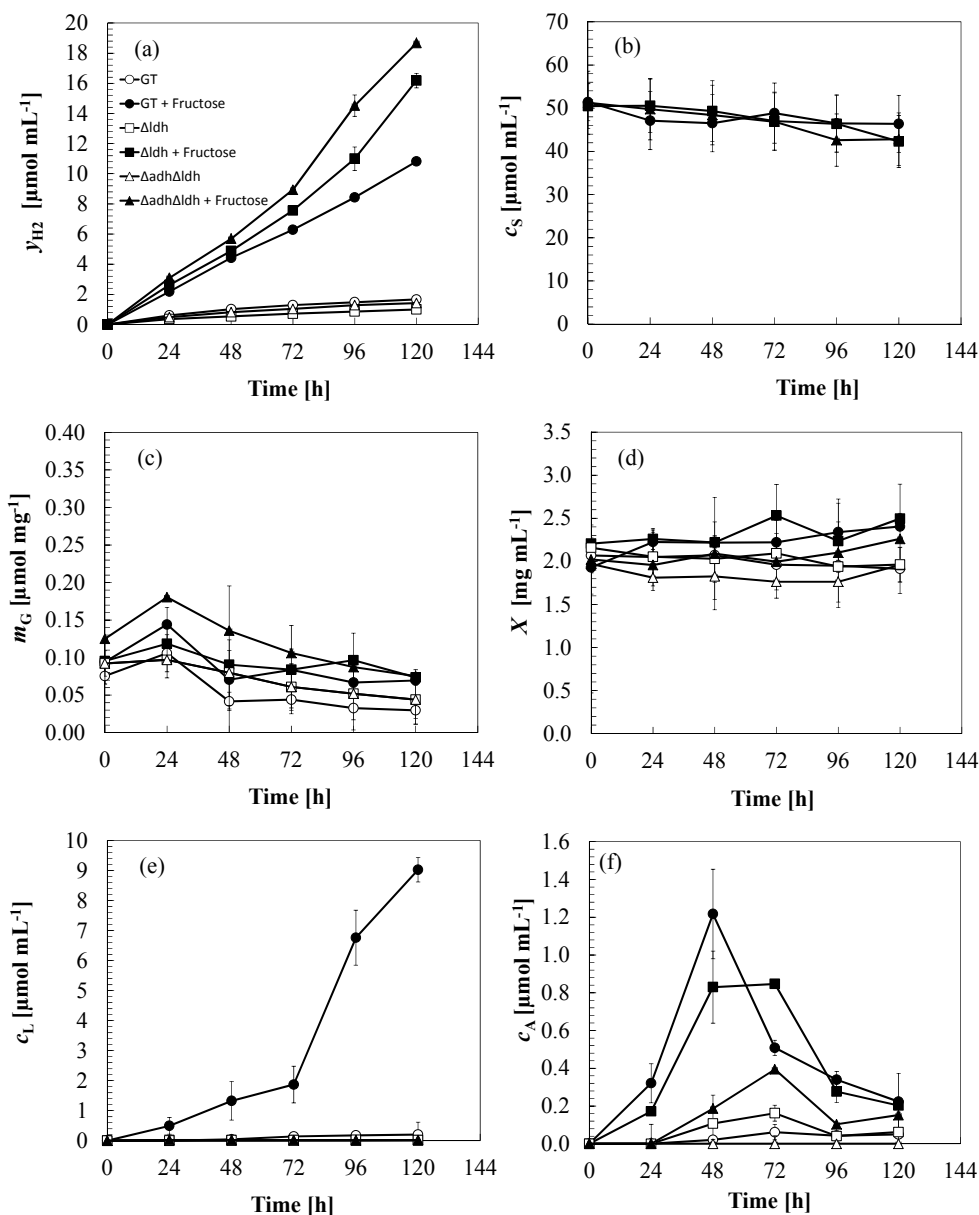 (a)
y_H2 [µmol mL⁻¹]
20
18
16
14
12
10
8
6
4
2
0
GT
GT + Fructose
Δldh
Δldh + Fructose
ΔadhΔldh
ΔadhΔldh + Fructose
0 24 48 72 96 120 144
Time [h]
(b)
c_S [µmol mL⁻¹]
70
60
50
40
30
20
10
0
0 24 48 72 96 120 144
Time [h]
(c)
m_G [µmol mg⁻¹]
0.40
0.35
0.30
0.25
0.20
0.15
0.10
0.05
0.00
0 24 48 72 96 120 144
Time [h]
(d)
X [mg mL⁻¹]
3.5
3.0
2.5
2.0
1.5
1.0
0.5
0.0
0 24 48 72 96 120 144
Time [h]
(e)
c_L [µmol mL⁻¹]
10
9
8
7
6
5
4
3
2
1
0
0 24 48 72 96 120 144
Time [h]
(f)
c_A [µmol mL⁻¹]
1.6
1.4
1.2
1.0
0.8
0.6
0.4
0.2
0.0
0 24 48 72 96 120 144
Time [h]